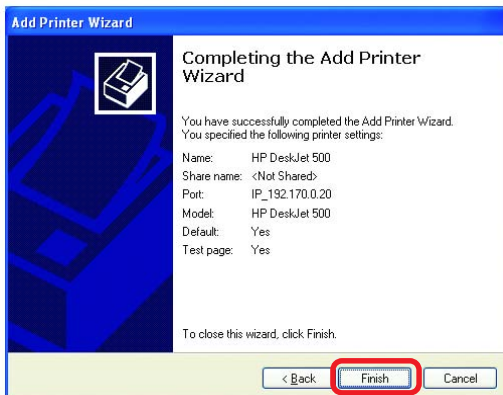 Add Printer Wizard
Completing the Add Printer
Wizard
You have successfully completed the Add Printer Wizard.
You specified the following printer settings:
Name: HP DeskJet 500
Share name: <Not Shared>
Port: IP_192.170.0.20
Model: HP DeskJet 500
Default: Yes
Test page: Yes
To close this wizard, click Finish.
< Back Finish Cancel